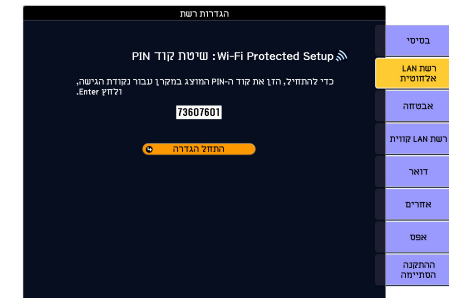 הגדרות רשת
Wi-Fi Protected Setup : שיטת קוד PIN
כדי להתחיל, הזן את קוד ה-PIN המוצג במקרן עבור נקודת הגישה,
ולחץ Enter.
73607601
התחל הגדרה
בסיסי
רשת LAN
אלחוטית
אבטחה
רשת LAN קווית
דואר
אחרים
אפס
ההתקנה
הסתיימה